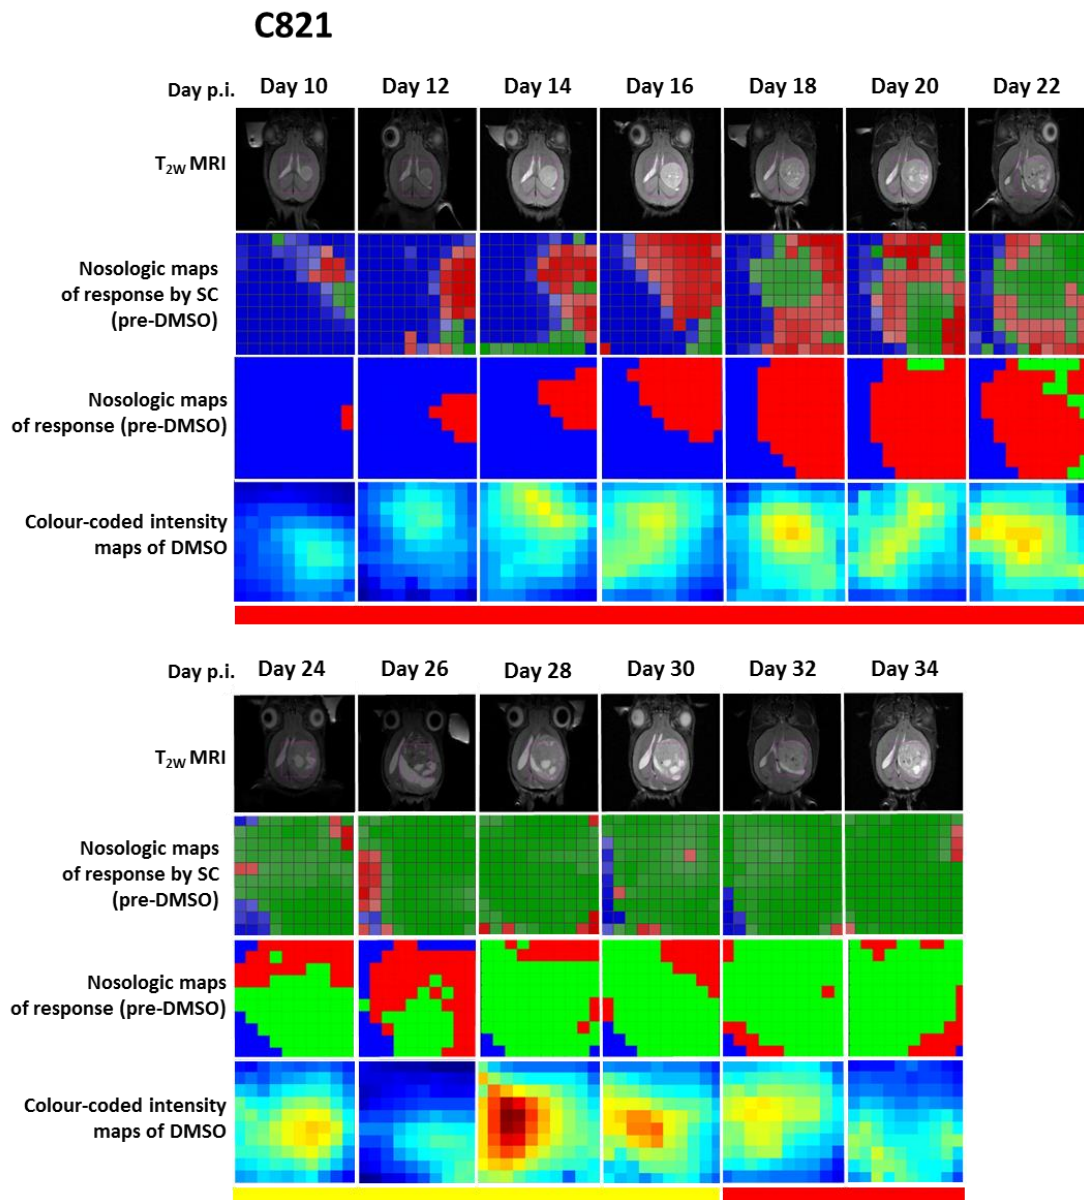 C821
Day p.i. Day 10 Day 12 Day 14 Day 16 Day 18 Day 20 Day 22
T2W MRI
Nosologic maps
of response by SC
(pre-DMSO)
Nosologic maps
of response (pre-DMSO)
Colour-coded intensity
maps of DMSO
Day p.i. Day 24 Day 26 Day 28 Day 30 Day 32 Day 34
T2W MRI
Nosologic maps
of response by SC
(pre-DMSO)
Nosologic maps
of response (pre-DMSO)
Colour-coded intensity
maps of DMSO